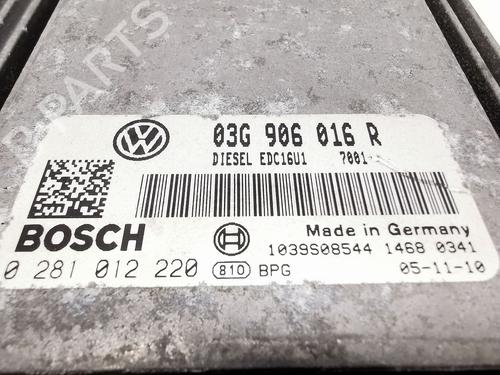 03G 906 016 R
DIESEL EDC16U1 7001
BOSCH
Made in Germany
1039S08544 1468 0341
0 281 012 220 810 BPG 05-11-10